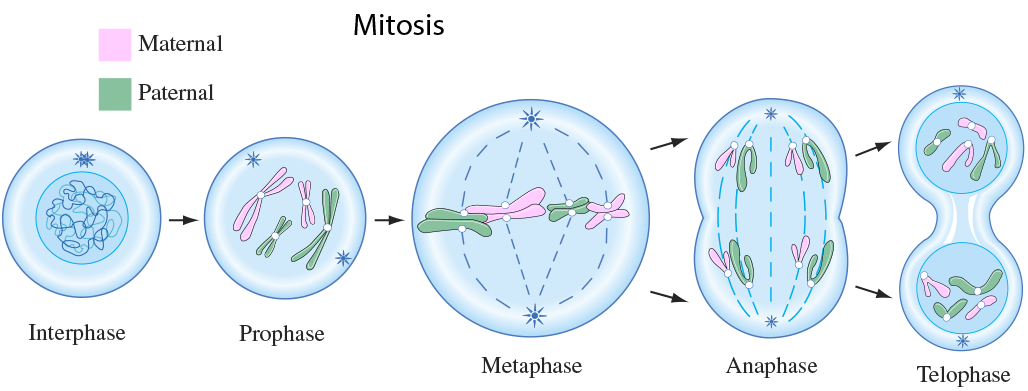 Mitosis
Maternal
Paternal
Interphase
Prophase
Metaphase
Anaphase
Telophase